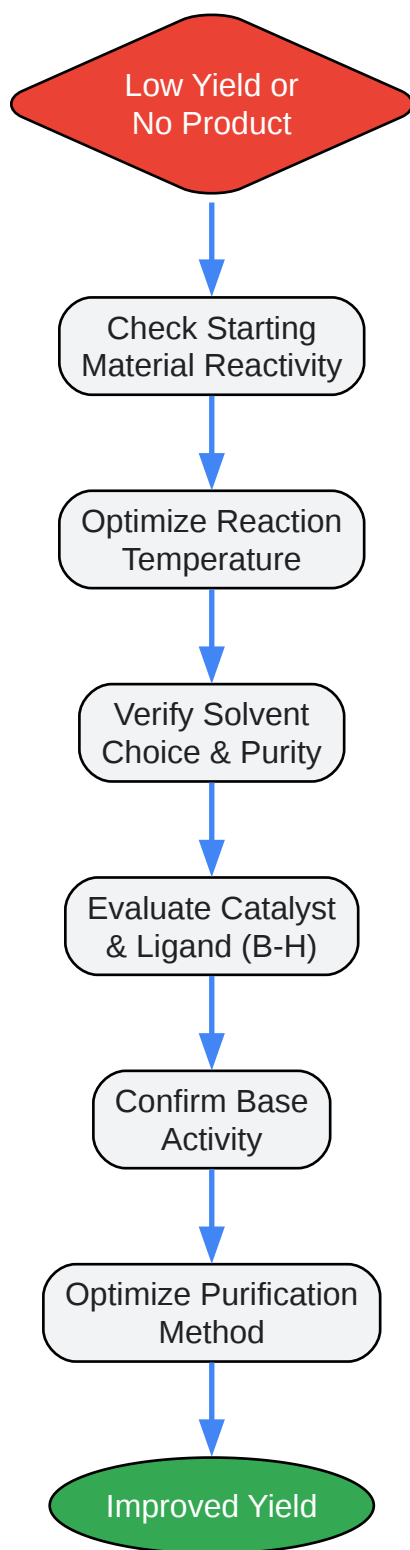 Low Yield or
No Product
Check Starting
Material Reactivity
Optimize Reaction
Temperature
Verify Solvent
Choice & Purity
Evaluate Catalyst
& Ligand (B-H)
Confirm Base
Activity
Optimize Purification
Method
Improved Yield